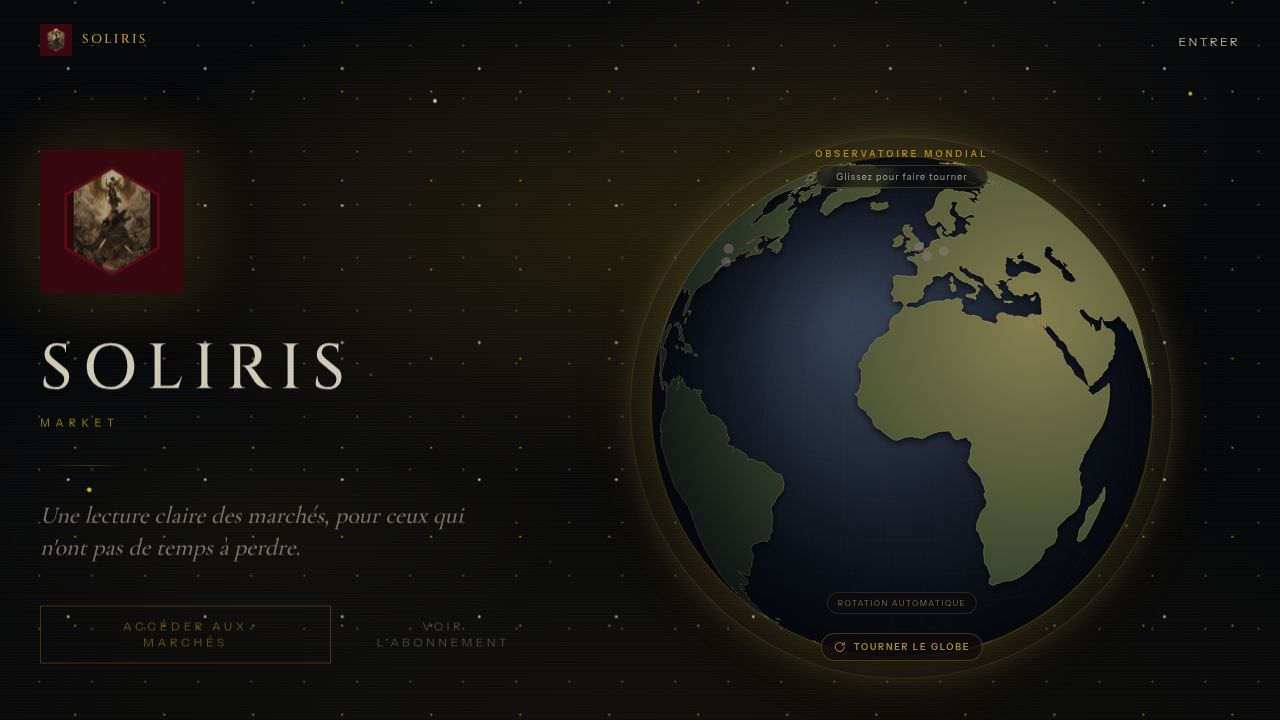 SOLIRIS
ENTRER
OBSERVATOIRE MONDIAL
Glissez pour faire tourner
SOLIRIS
MARKET
Une lecture claire des marchés, pour ceux qui
n'ont pas de temps à perdre.
ACCÉDER AUX
MARCHÉS
VOIR
L'ABONNEMENT
ROTATION AUTOMATIQUE
TOURNER LE GLOBE